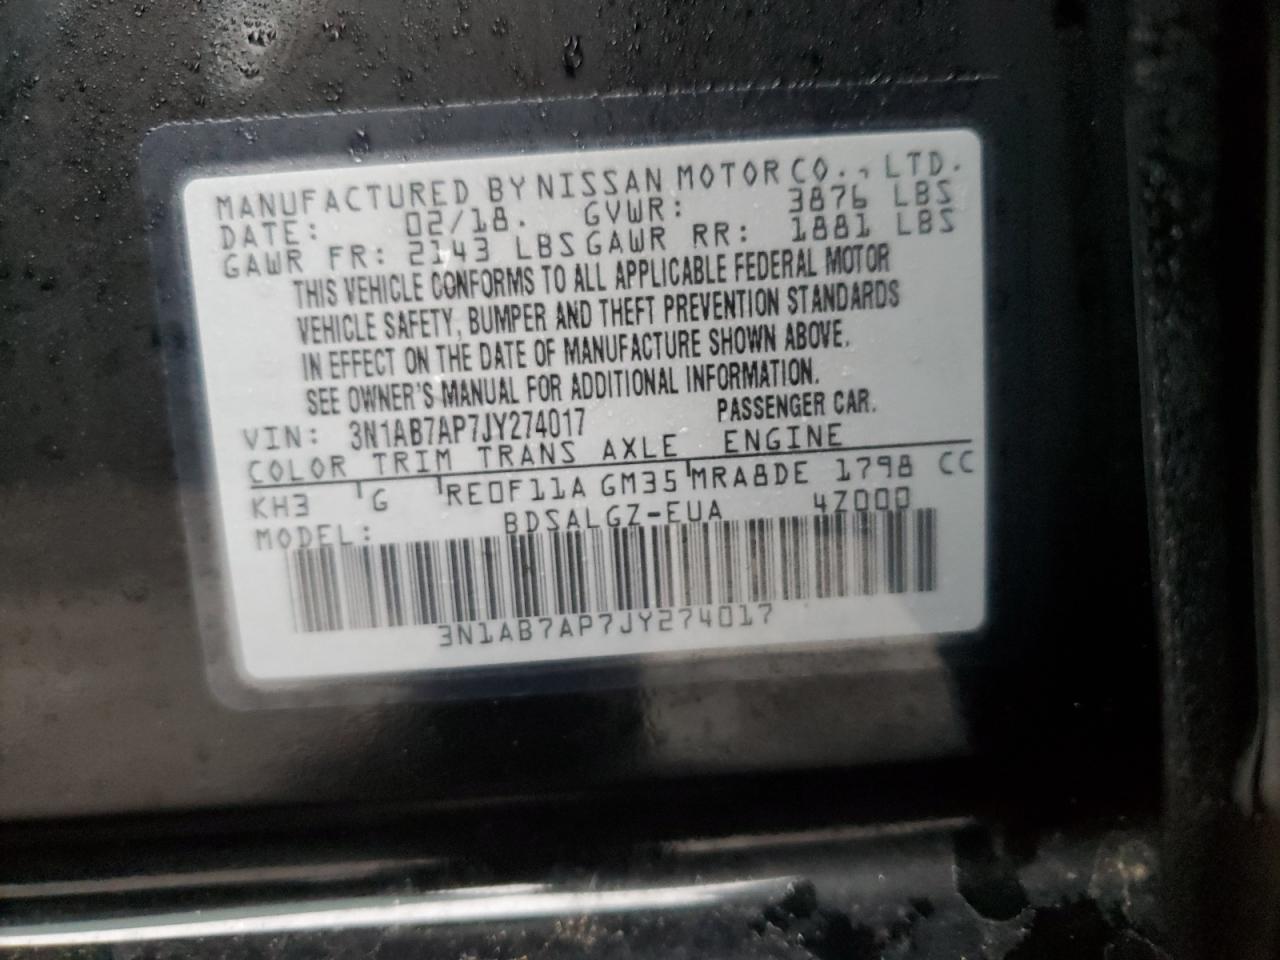 MANUFACTURED BY NISSAN MOTOR CO., LTD.
DATE: 02/18. GVWR: 3876 LBS
GAWR FR: 2143 LBS GAWR RR: 1881 LBS
THIS VEHICLE CONFORMS TO ALL APPLICABLE FEDERAL MOTOR
VEHICLE SAFETY, BUMPER AND THEFT PREVENTION STANDARDS
IN EFFECT ON THE DATE OF MANUFACTURE SHOWN ABOVE.
SEE OWNER'S MANUAL FOR ADDITIONAL INFORMATION.
VIN: 3N1AB7AP7JY274017 PASSENGER CAR.
COLOR TRIM TRANS AXLE ENGINE
KH3 G RE0F11A GM35 MRA8DE 1798 CC
MODEL: BDSALGZ-EUA 4Z000
3N1AB7AP7JY274017